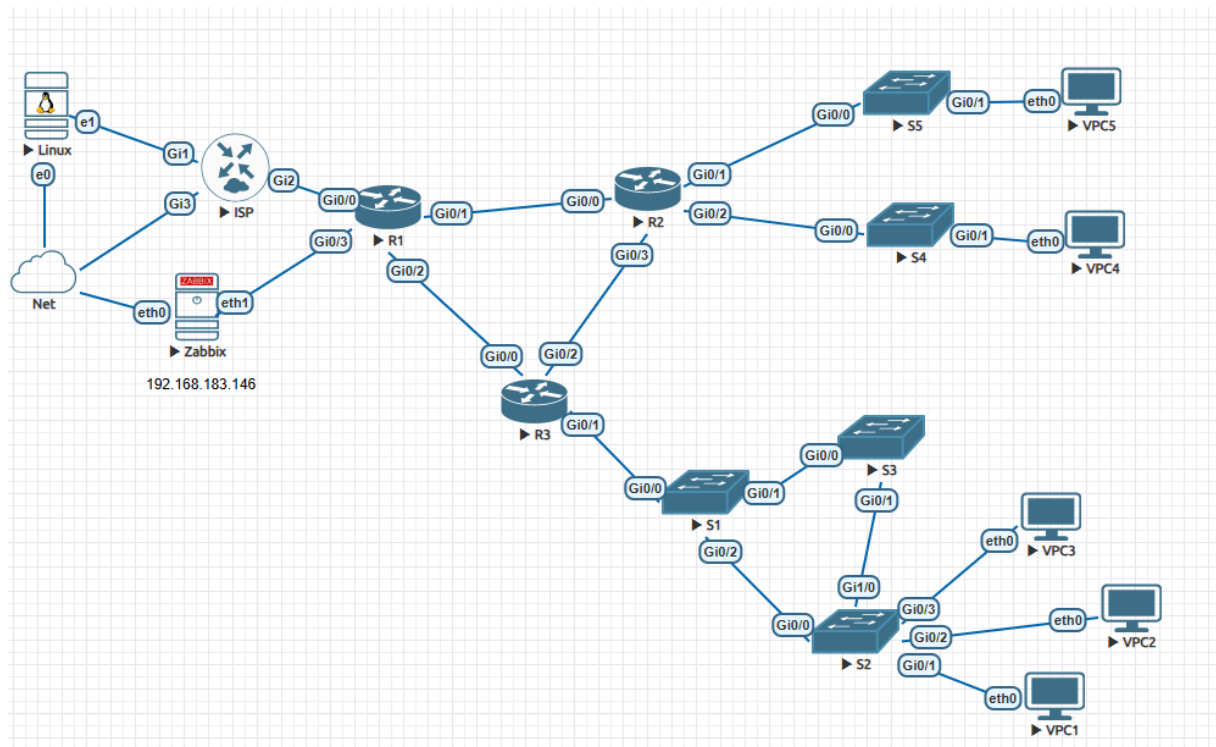 Linux
e1
e0
Gi1
Gi3
ISP
Gi2
Gi0/0
R1
Gi0/1
Gi0/3
Gi0/2
Net
eth0
ZABBIX
eth1
Zabbix
192.168.183.146
Gi0/0
R2
Gi0/1
Gi0/2
Gi0/3
Gi0/0
S5
Gi0/1
eth0
VPC5
Gi0/0
S4
Gi0/1
eth0
VPC4
Gi0/0
Gi0/2
R3
Gi0/1
Gi0/0
S1
Gi0/1
Gi0/2
Gi0/0
S3
Gi0/1
Gi1/0
Gi0/0
S2
Gi0/3
Gi0/2
Gi0/1
eth0
VPC3
eth0
VPC2
eth0
VPC1